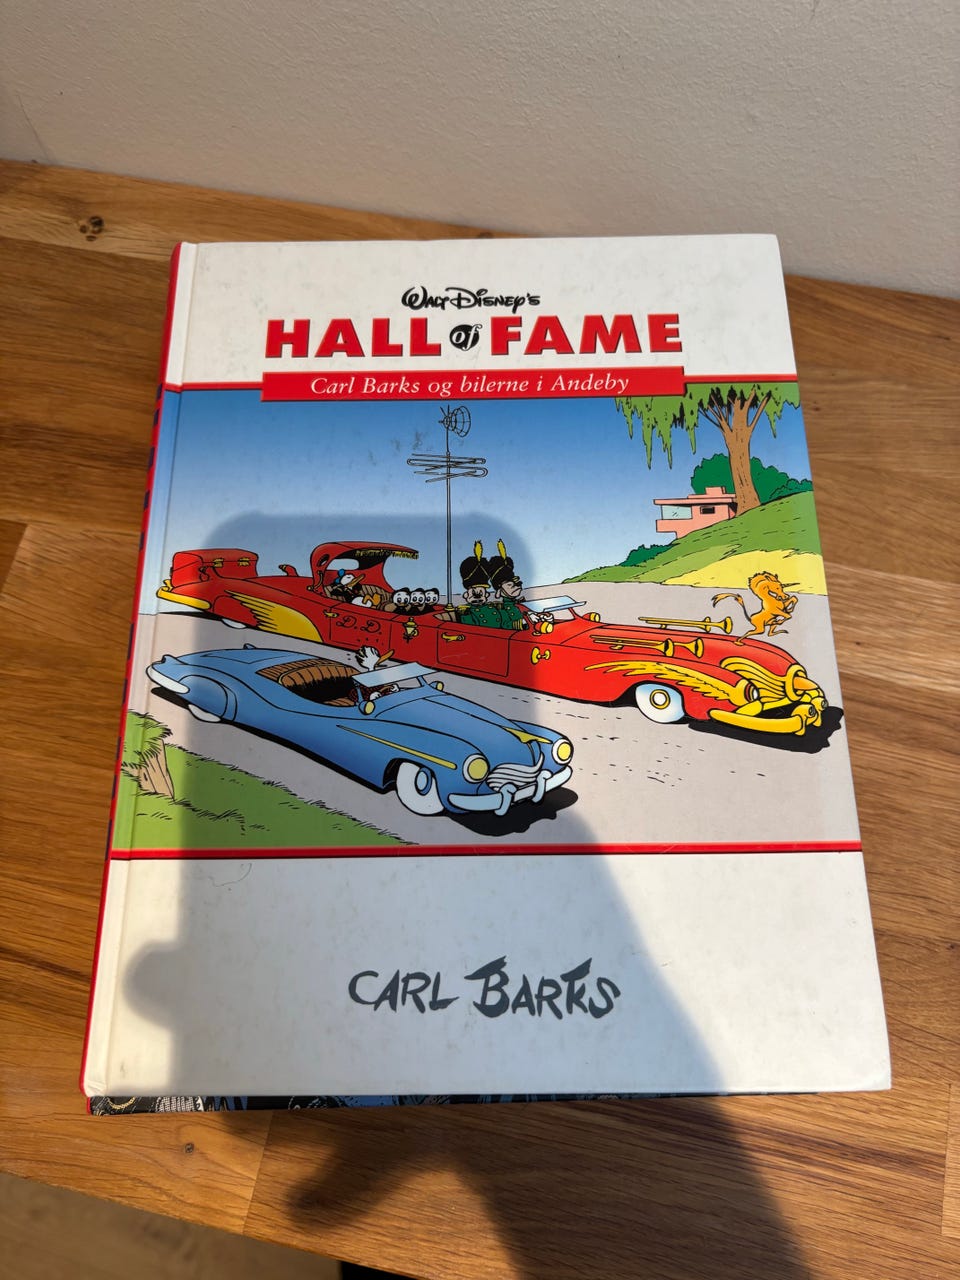 WALT DISNEY'S
HALL of FAME
Carl Barks og bilerne i Andeby
D.D.
CARL BARKS